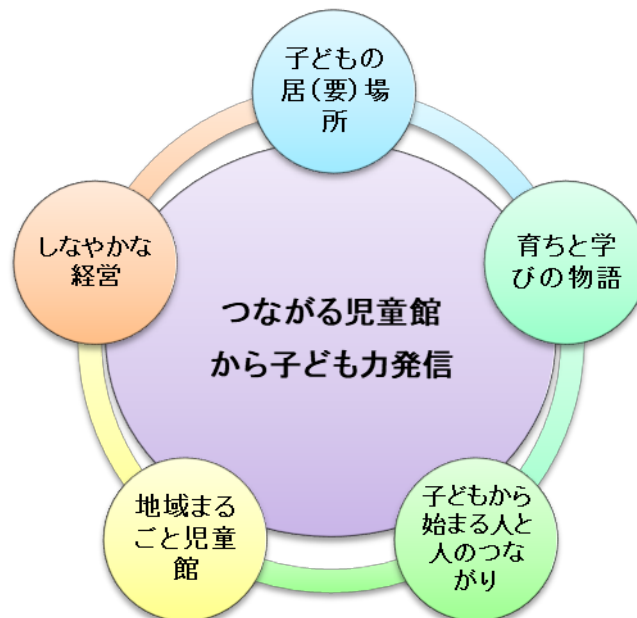 子どもの
居(要)場
所
育ちと学
びの物語
子どもから
始まる人と
人のつな
がり
地域まる
ごと児童
館
しなやかな
経営
つながる児童館
から子ども力発信